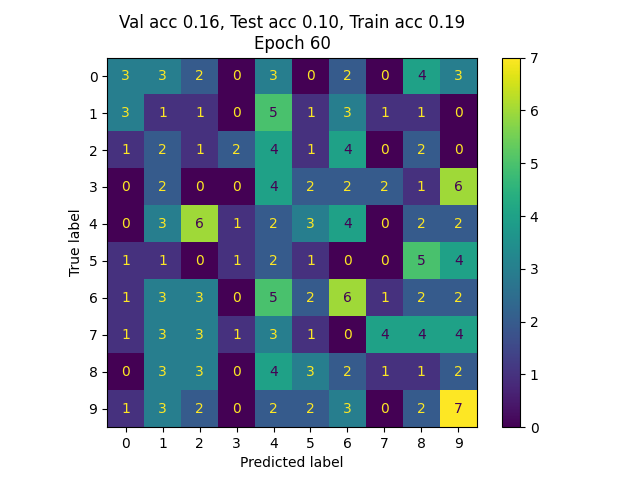 Val acc 0.16, Test acc 0.10, Train acc 0.19
Epoch 60
0 3 3 2 0 3 0 2 0 4 3
1 3 1 1 0 5 1 3 1 1 0
2 1 2 1 2 4 1 4 0 2 0
3 0 2 0 0 4 2 2 2 1 6
4 0 3 6 1 2 3 4 0 2 2
5 1 1 0 1 2 1 0 0 5 4
6 1 3 3 0 5 2 6 1 2 2
7 1 3 3 1 3 1 0 4 4 4
8 0 3 3 0 4 3 2 1 1 2
9 1 3 2 0 2 2 3 0 2 7
0 1 2 3 4 5 6 7 8 9
Predicted label
True label
7
6
5
4
3
2
1
0